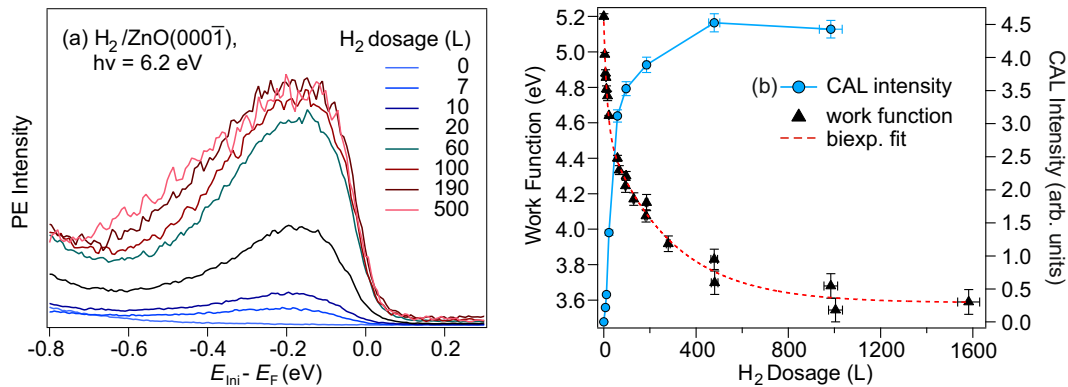 (a) H₂ /ZnO(0001̅),
hν = 6.2 eV
H₂ dosage (L)
0
7
10
20
60
100
190
500
PE Intensity
-0.8 -0.6 -0.4 -0.2 0.0 0.2
E_Ini - E_F (eV)
5.2
5.0
4.8
4.6
4.4
4.2
4.0
3.8
3.6
Work Function (eV)
(b) CAL intensity
work function
biexp. fit
4.5
4.0
3.5
3.0
2.5
2.0
1.5
1.0
0.5
0.0
CAL Intensity (arb. units)
0 400 800 1200 1600
H₂ Dosage (L)